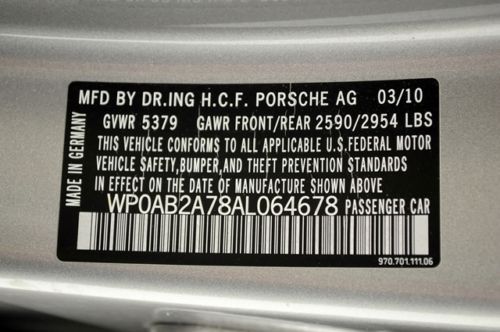 MFD BY DR.ING H.C.F. PORSCHE AG 03/10
GVWR 5379 GAWR FRONT/REAR 2590/2954 LBS
THIS VEHICLE CONFORMS TO ALL APPLICABLE U.S.FEDERAL MOTOR
VEHICLE SAFETY,BUMPER,AND THEFT PREVENTION STANDARDS IN
EFFECT ON THE DATE OF MANUFACTURE SHOWN ABOVE
WP0AB2A78AL064678 PASSENGER CAR
970.701.111.06
MADE IN GERMANY